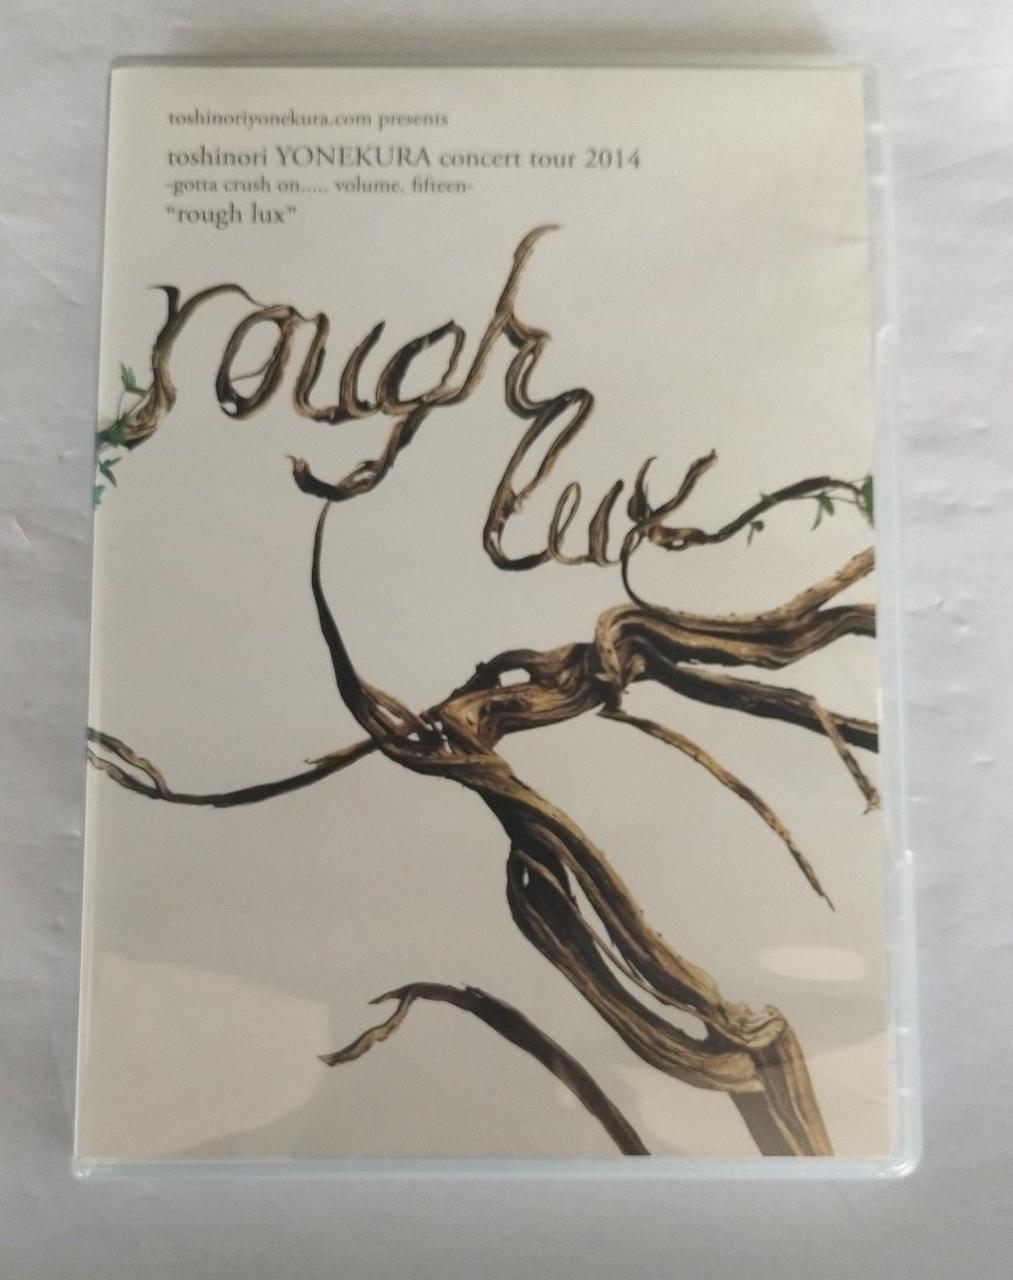 toshinoriyonekura.com presents
toshinori YONEKURA concert tour 2014
-gotta crush on..... volume. fifteen-
“rough lux”
rough
lux